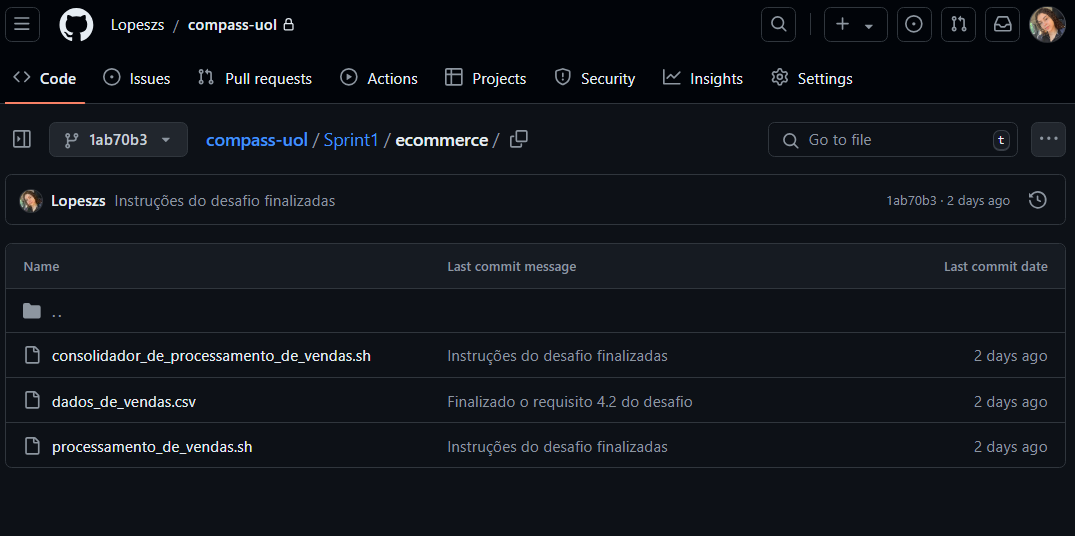 Lopeszs / compass-uol
Code Issues Pull requests Actions Projects Security Insights Settings
1ab70b3 compass-uol / Sprint1 / ecommerce / Go to file t
Lopeszs Instruções do desafio finalizadas 1ab70b3 · 2 days ago
Name Last commit message Last commit date
..
consolidador_de_processamento_de_vendas.sh Instruções do desafio finalizadas 2 days ago
dados_de_vendas.csv Finalizado o requisito 4.2 do desafio 2 days ago
processamento_de_vendas.sh Instruções do desafio finalizadas 2 days ago